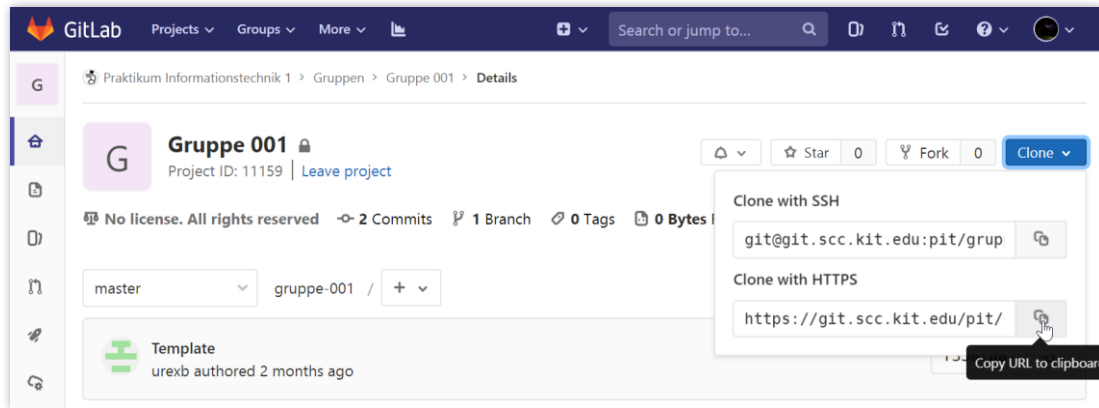 GitLab Projects Groups More Search or jump to...
G
Praktikum Informationstechnik 1 > Gruppen > Gruppe 001 > Details
G
Gruppe 001
Project ID: 11159 | Leave project
Star 0 Fork 0 Clone
No license. All rights reserved 2 Commits 1 Branch 0 Tags 0 Bytes
Clone with SSH
git@git.scc.kit.edu:pit/grup
Clone with HTTPS
https://git.scc.kit.edu/pit/
Copy URL to clipboar
master gruppe-001 / +
Template
urexb authored 2 months ago